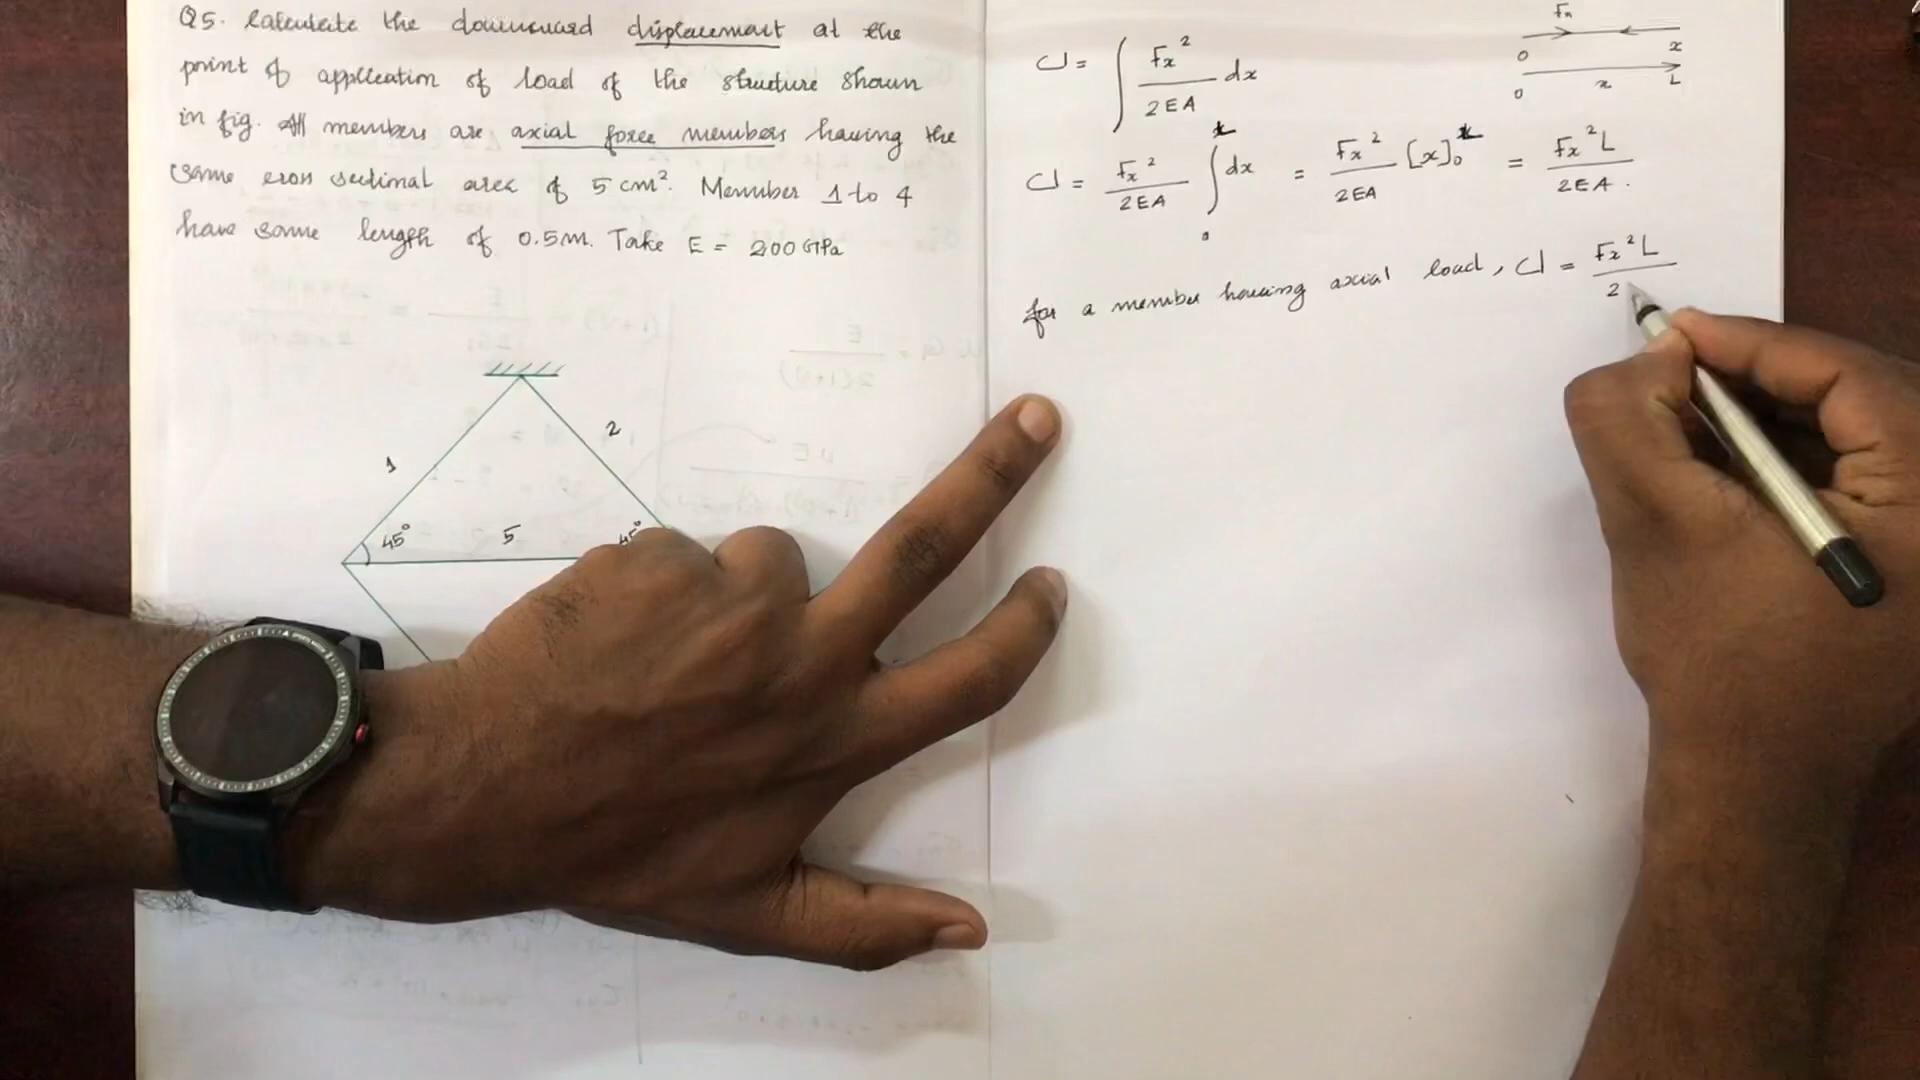 Q5. Calculate the downward displacement at the
point of application of load of the structure shown
in fig. All members are axial force members having the
same cross sectional area of 5 cm². Member 1 to 4
have same length of 0.5m. Take E = 200 GPa
1
2
45°
5
45°
U = ∫ Fx² / 2EA dx
U = Fx² / 2EA ∫ dx = Fx² / 2EA [x]₀ = Fx² L / 2EA.
for a member having axial load, U = Fx² L / 2
0
x
0
x
L